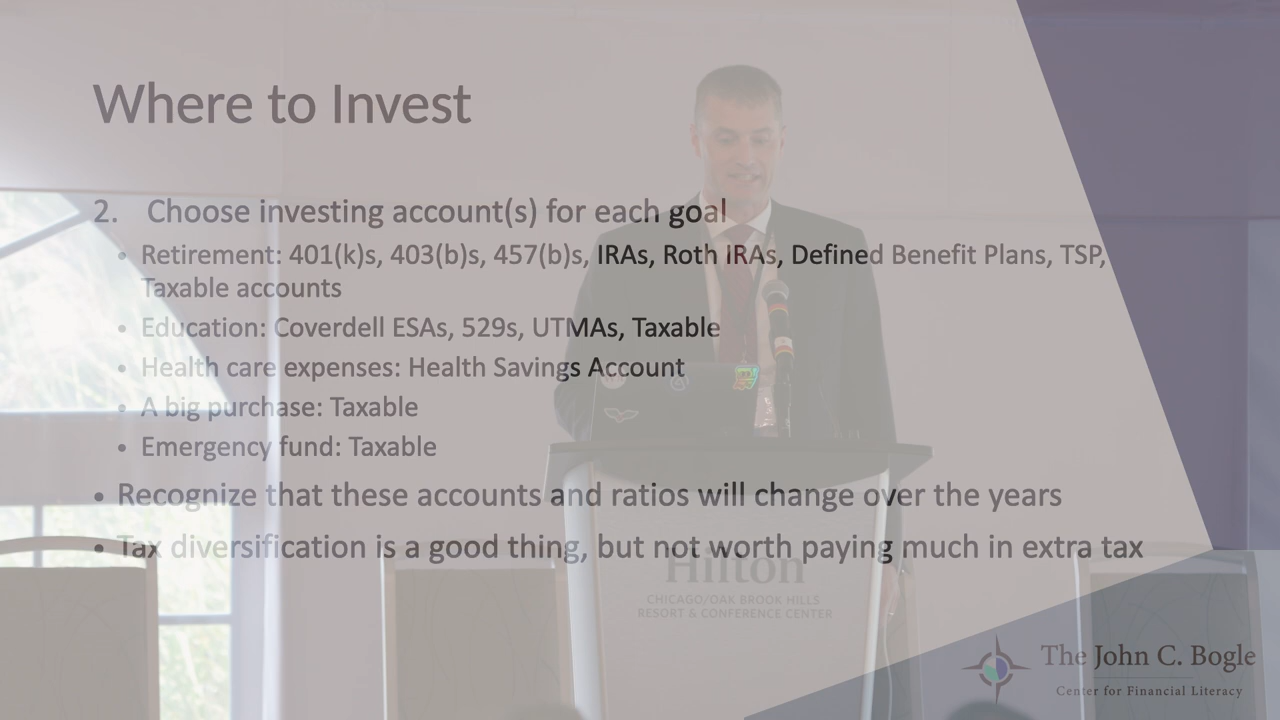 Where to Invest
2. Choose investing account(s) for each goal
• Retirement: 401(k)s, 403(b)s, 457(b)s, IRAs, Roth IRAs, Defined Benefit Plans, TSP,
Taxable accounts
• Education: Coverdell ESAs, 529s, UTMAs, Taxable
• Health care expenses: Health Savings Account
• A big purchase: Taxable
• Emergency fund: Taxable
• Recognize that these accounts and ratios will change over the years
• Tax diversification is a good thing, but not worth paying much in extra tax
Hilton
CHICAGO/OAK BROOK HILLS
RESORT & CONFERENCE CENTER
The John C. Bogle
Center for Financial Literacy